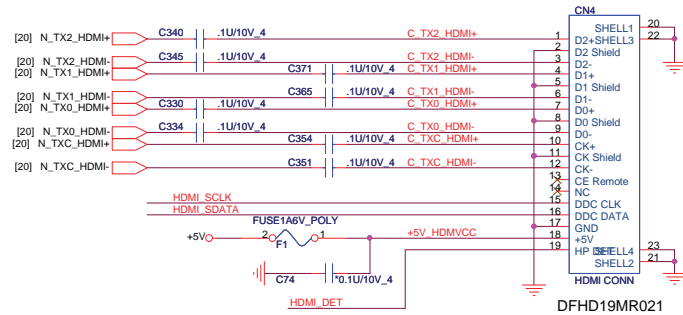 CN4
C340 .1U/10V_4
[20] N_TX2_HDMI+ C_TX2_HDMI+ 1 D2+ SHELL1 20
SHELL3 22
2 D2 Shield
C345 .1U/10V_4
[20] N_TX2_HDMI- C_TX2_HDMI- 3 D2-
[20] N_TX1_HDMI+ C371 .1U/10V_4 C_TX1_HDMI+ 4 D1+
5 D1 Shield
[20] N_TX1_HDMI- C365 .1U/10V_4 C_TX1_HDMI- 6 D1-
[20] N_TX0_HDMI+ C330 .1U/10V_4 C_TX0_HDMI+ 7 D0+
8 D0 Shield
[20] N_TX0_HDMI- C334 .1U/10V_4 C_TX0_HDMI- 9 D0-
[20] N_TXC_HDMI+ C354 .1U/10V_4 C_TXC_HDMI+ 10 CK+
11 CK Shield
[20] N_TXC_HDMI- C351 .1U/10V_4 C_TXC_HDMI- 12 CK-
13 CE Remote
14 NC
HDMI_SCLK 15 DDC CLK
HDMI_SDATA 16 DDC DATA
FUSE1A6V_POLY 17 GND
+5V 2 F1 1 +5V_HDMVCC 18 +5V
19 HP DET SHELL4 23
SHELL2 21
C74 *0.1U/10V_4
HDMI CONN
HDMI_DET
DFHD19MR021